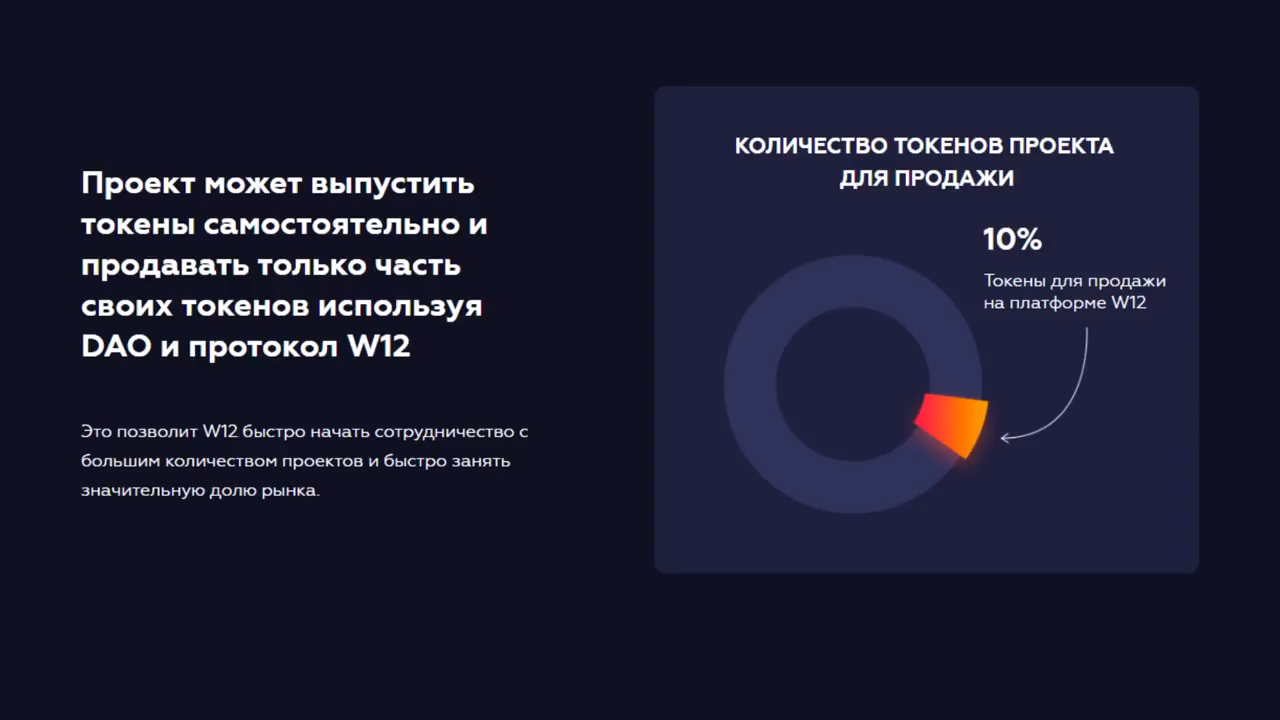 Проект может выпустить
токены самостоятельно и
продавать только часть
своих токенов используя
DAO и протокол W12
Это позволит W12 быстро начать сотрудничество с
большим количеством проектов и быстро занять
значительную долю рынка.
КОЛИЧЕСТВО ТОКЕНОВ ПРОЕКТА
ДЛЯ ПРОДАЖИ
10%
Токены для продажи
на платформе W12